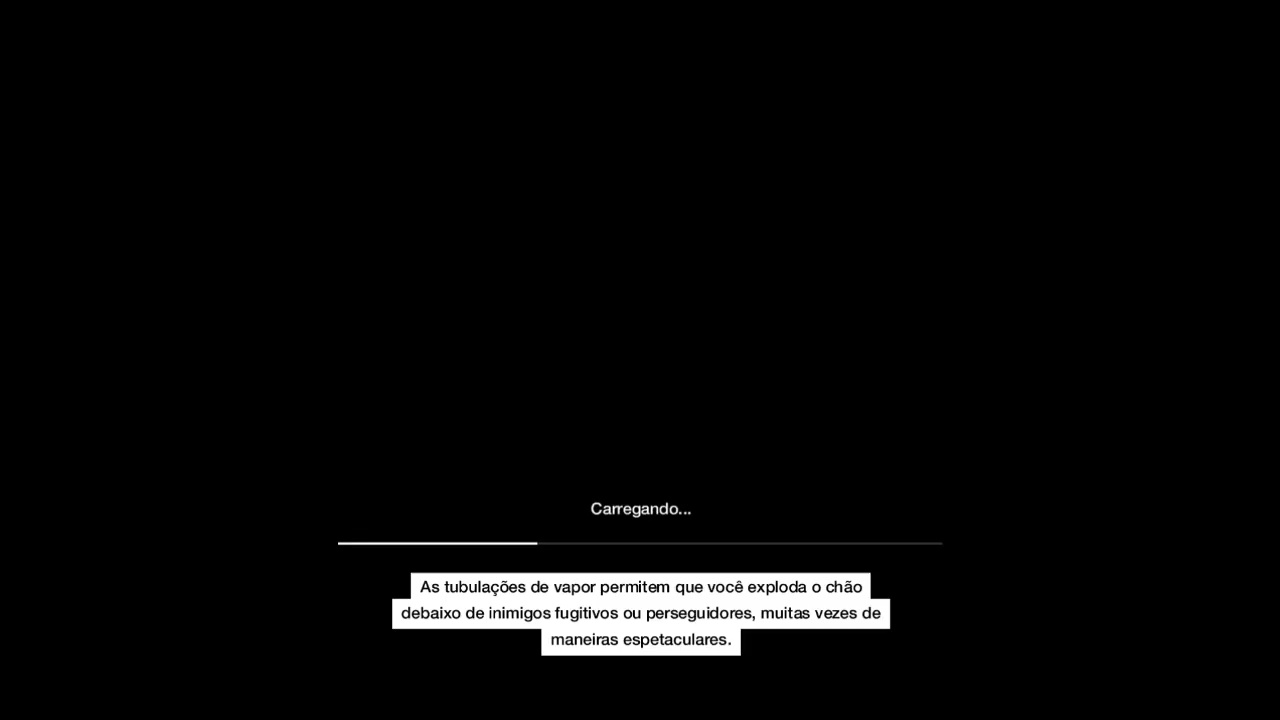 Carregando...
As tubulações de vapor permitem que você exploda o chão
debaixo de inimigos fugitivos ou perseguidores, muitas vezes de
maneiras espetaculares.